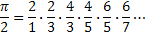 π/2 = 2/1 · 2/3 · 4/3 · 4/5 · 6/5 · 6/7 ⋯